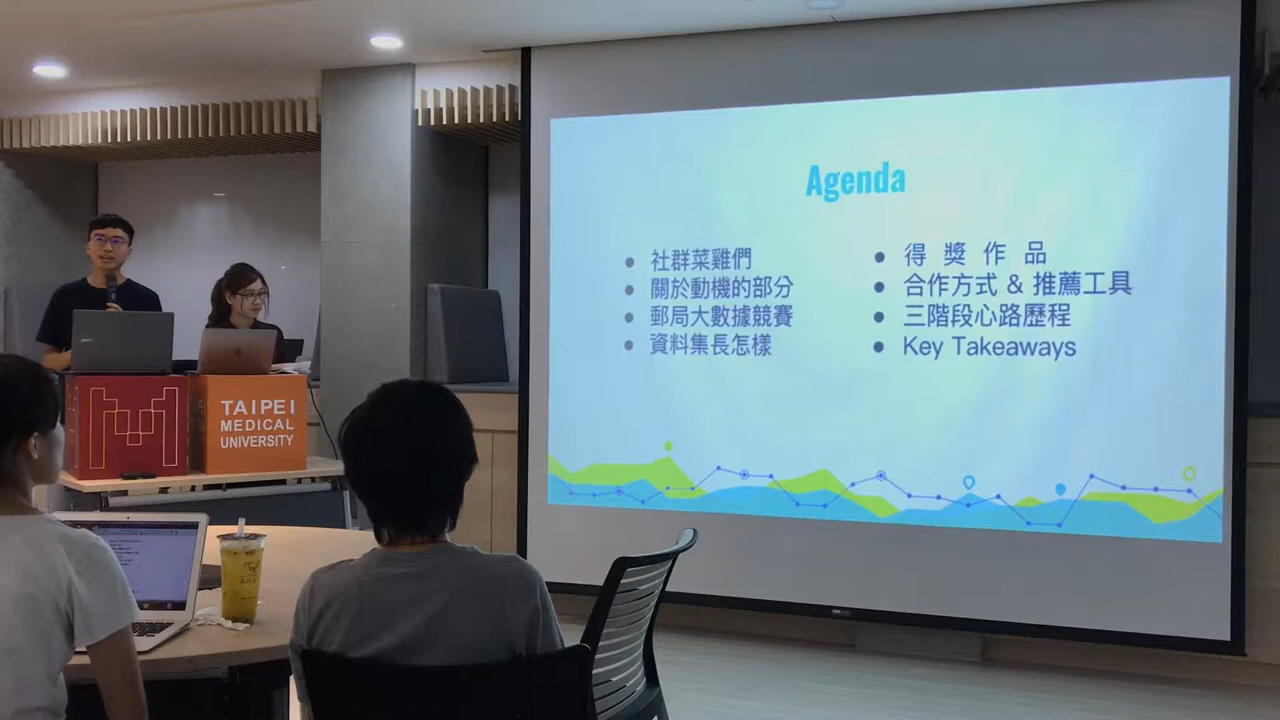 Agenda
社群菜雞們
關於動機的部分
郵局大數據競賽
資料集長怎樣
得獎作品
合作方式 & 推薦工具
三階段心路歷程
Key Takeaways
TAIPEI
MEDICAL
UNIVERSITY